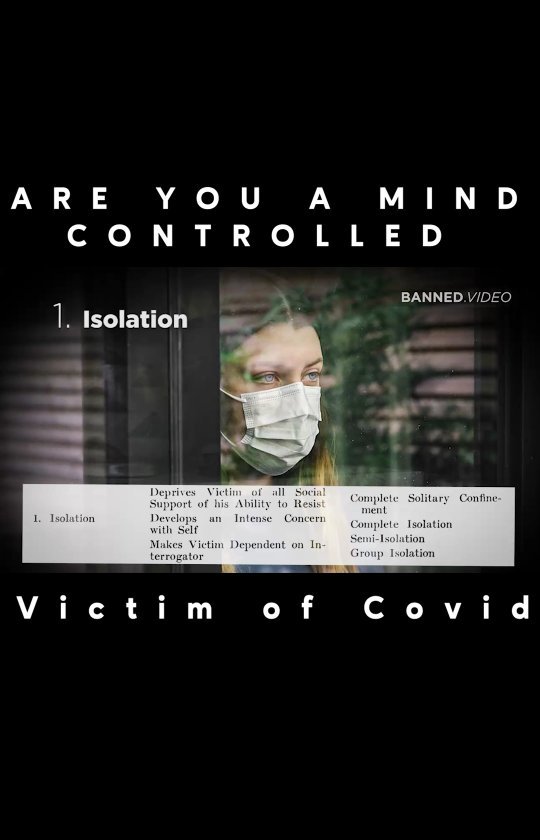 ARE YOU A MIND
CONTROLLED
BANNED.VIDEO
1. Isolation
1. Isolation
Deprives Victim of all Social
Support of his Ability to Resist
Develops an Intense Concern
with Self
Makes Victim Dependent on In-
terrogator
Complete Solitary Confine-
ment
Complete Isolation
Semi-Isolation
Group Isolation
Victim of Covid